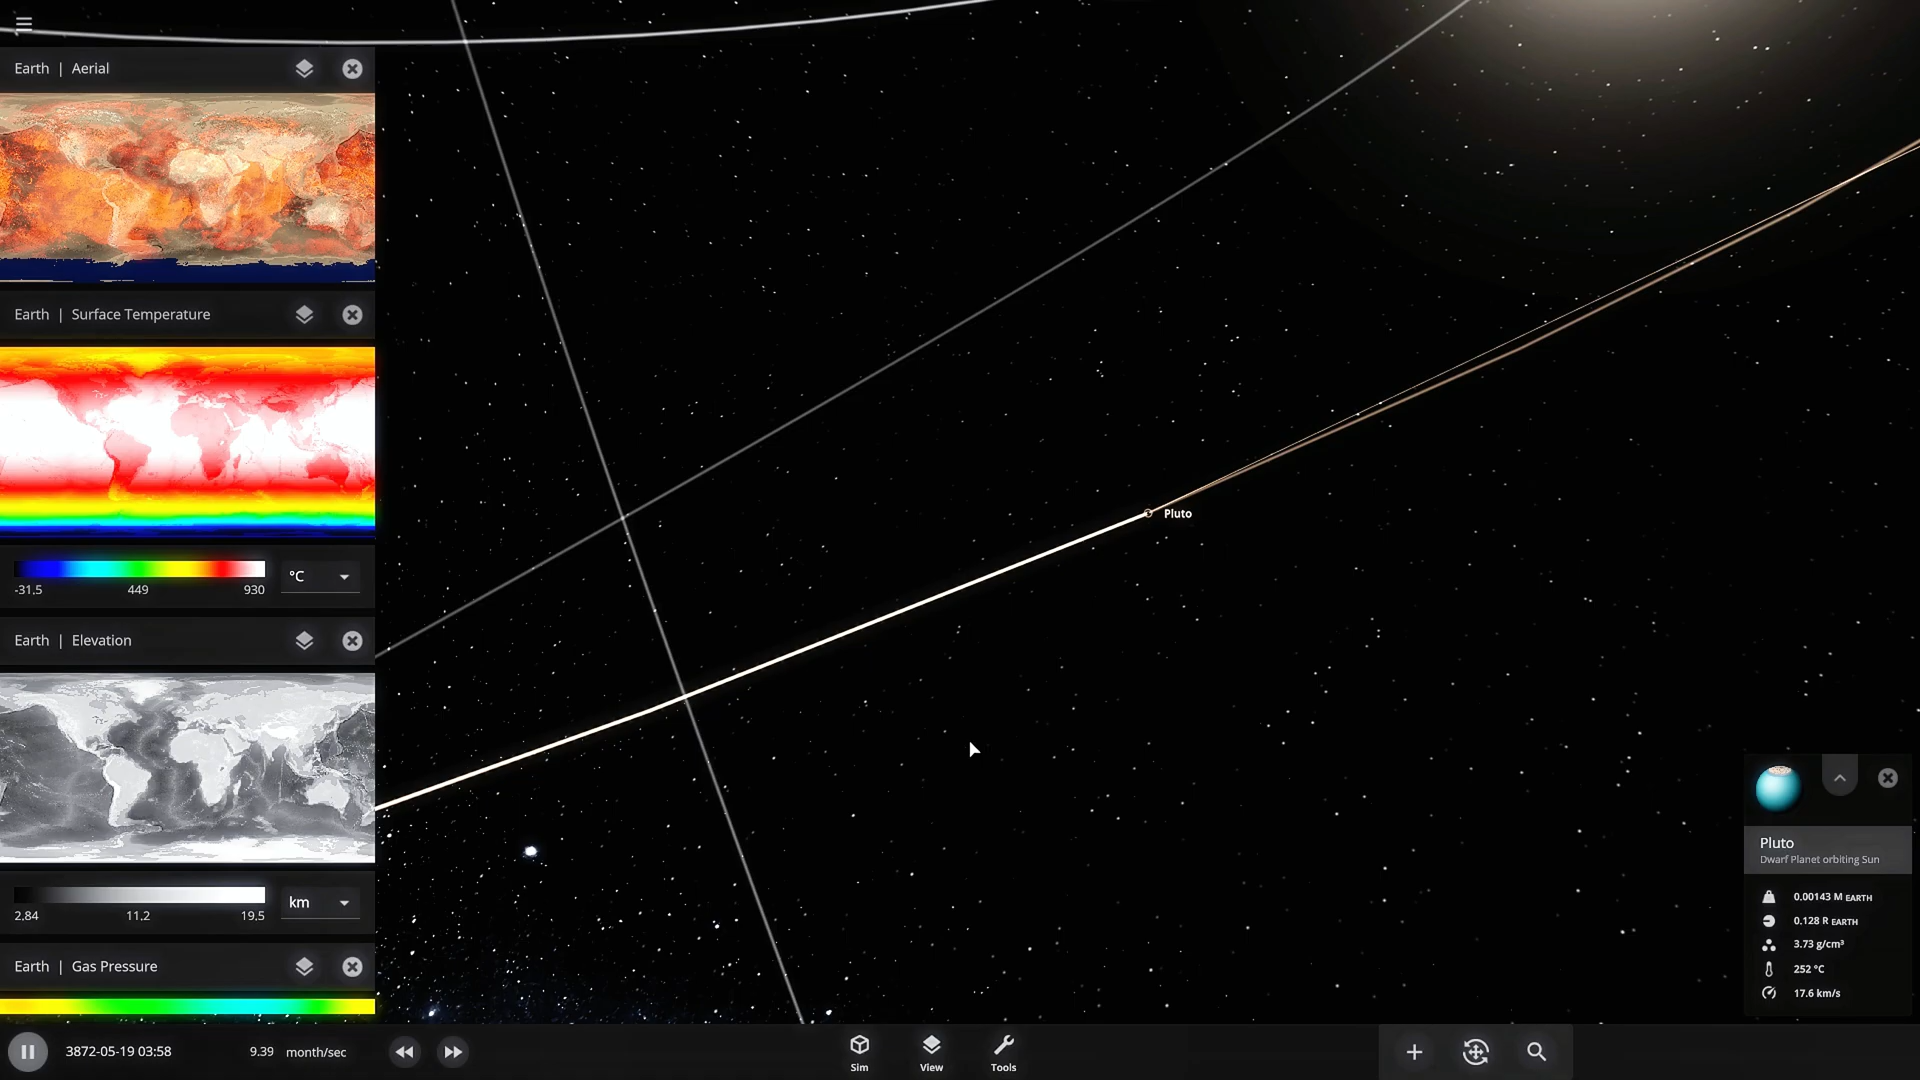 Earth | Aerial
Earth | Surface Temperature
-31.5 449 930 °C
Earth | Elevation
2.84 11.2 19.5 km
Earth | Gas Pressure
Pluto
Pluto
Dwarf Planet orbiting Sun
0.00143 M EARTH
0.128 R EARTH
3.73 g/cm³
252 °C
17.6 km/s
3872-05-19 03:58 9.39 month/sec
Sim View Tools